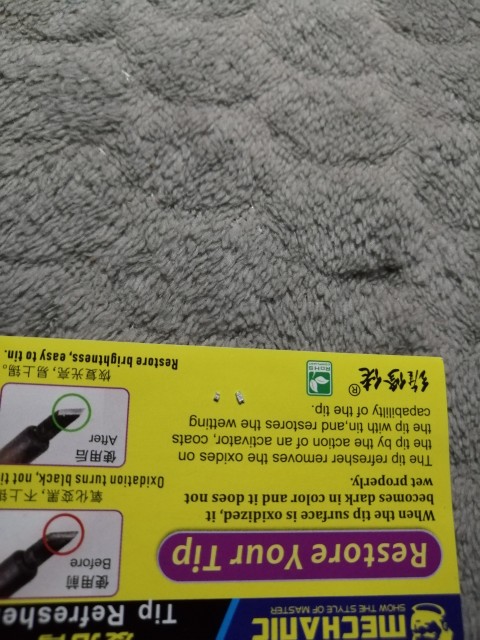 MECHANIC
SHOW THE STYLE OF MASTER
Tip Refreshe
Restore Your Tip
When the tip surface is oxidized, it
becomes dark in color and it does not
wet properly.
The tip refresher removes the oxides on
the tip by the action of an activator, coats
the tip with tin,and restores the wetting
capability of the tip.
维修佬®
RoHS
使用前
Before
氧化变黑，不上锡
Oxidation turns black, not ti
使用后
After
恢复光亮，易上锡。
Restore brightness, easy to tin.